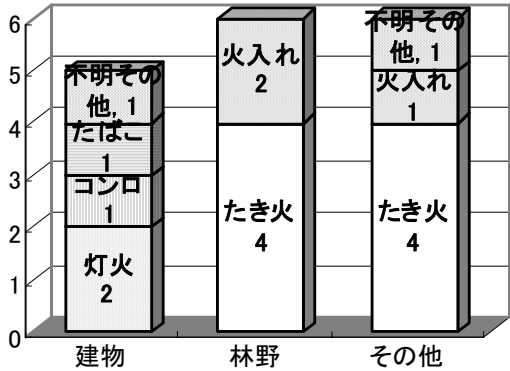 6
5
4
3
2
1
0
不明その
他, 1
たばこ
1
コンロ
1
灯火
2
火入れ
2
たき火
4
不明その
他, 1
火入れ
1
たき火
4
建物
林野
その他